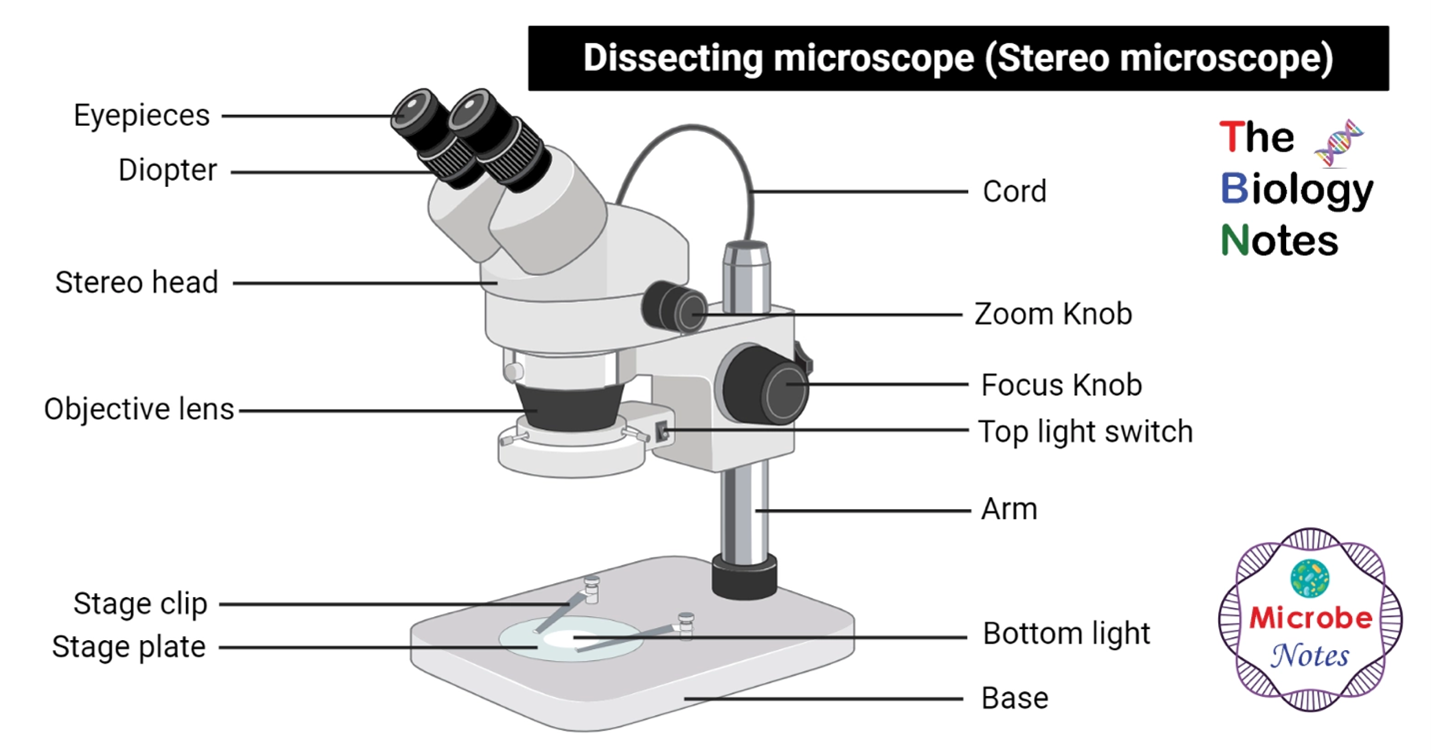 Dissecting microscope (Stereo microscope)
Eyepieces
Diopter
Stereo head
Objective lens
Stage clip
Stage plate
Cord
Zoom Knob
Focus Knob
Top light switch
Arm
Bottom light
Base
The
Biology
Notes
Microbe
Notes